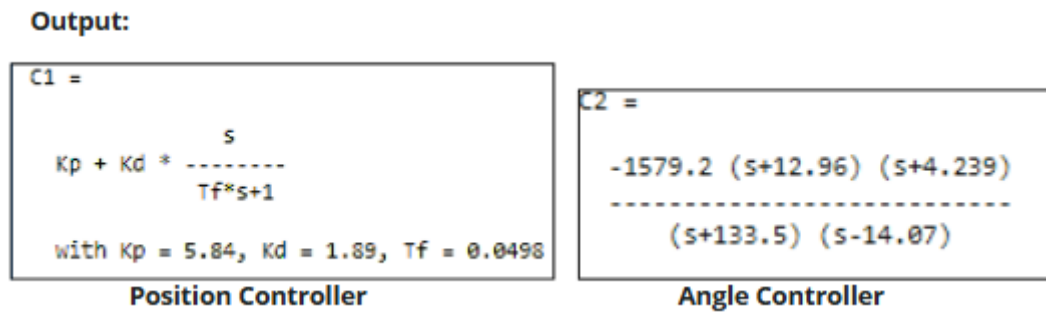 Output:
C1 =
s
Kp + Kd * --------
Tf*s+1
with Kp = 5.84, Kd = 1.89, Tf = 0.0498
Position Controller
C2 =
-1579.2 (s+12.96) (s+4.239)
---------------------------
(s+133.5) (s-14.07)
Angle Controller